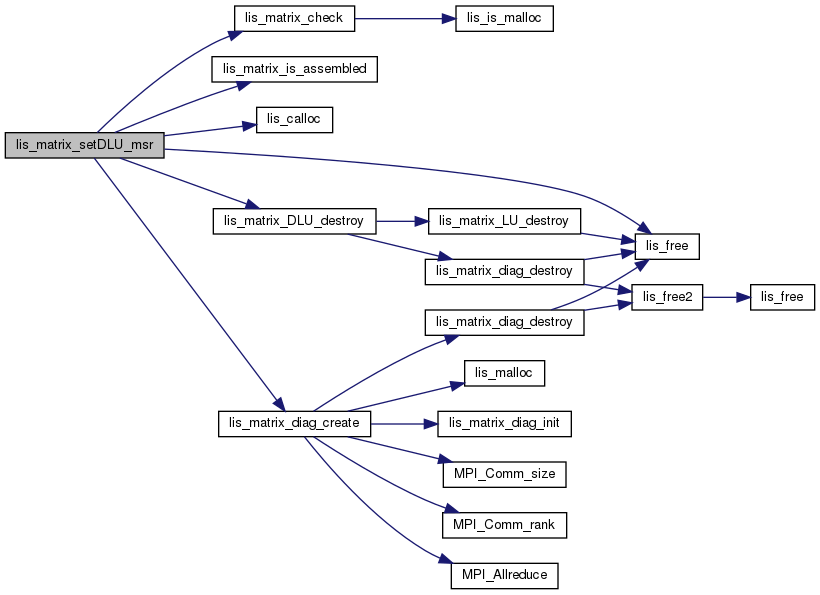 lis_matrix_check
lis_is_malloc
lis_matrix_is_assembled
lis_calloc
lis_matrix_setDLU_msr
lis_matrix_DLU_destroy
lis_matrix_LU_destroy
lis_free
lis_matrix_diag_destroy
lis_free2
lis_free
lis_matrix_diag_destroy
lis_malloc
lis_matrix_diag_create
lis_matrix_diag_init
MPI_Comm_size
MPI_Comm_rank
MPI_Allreduce